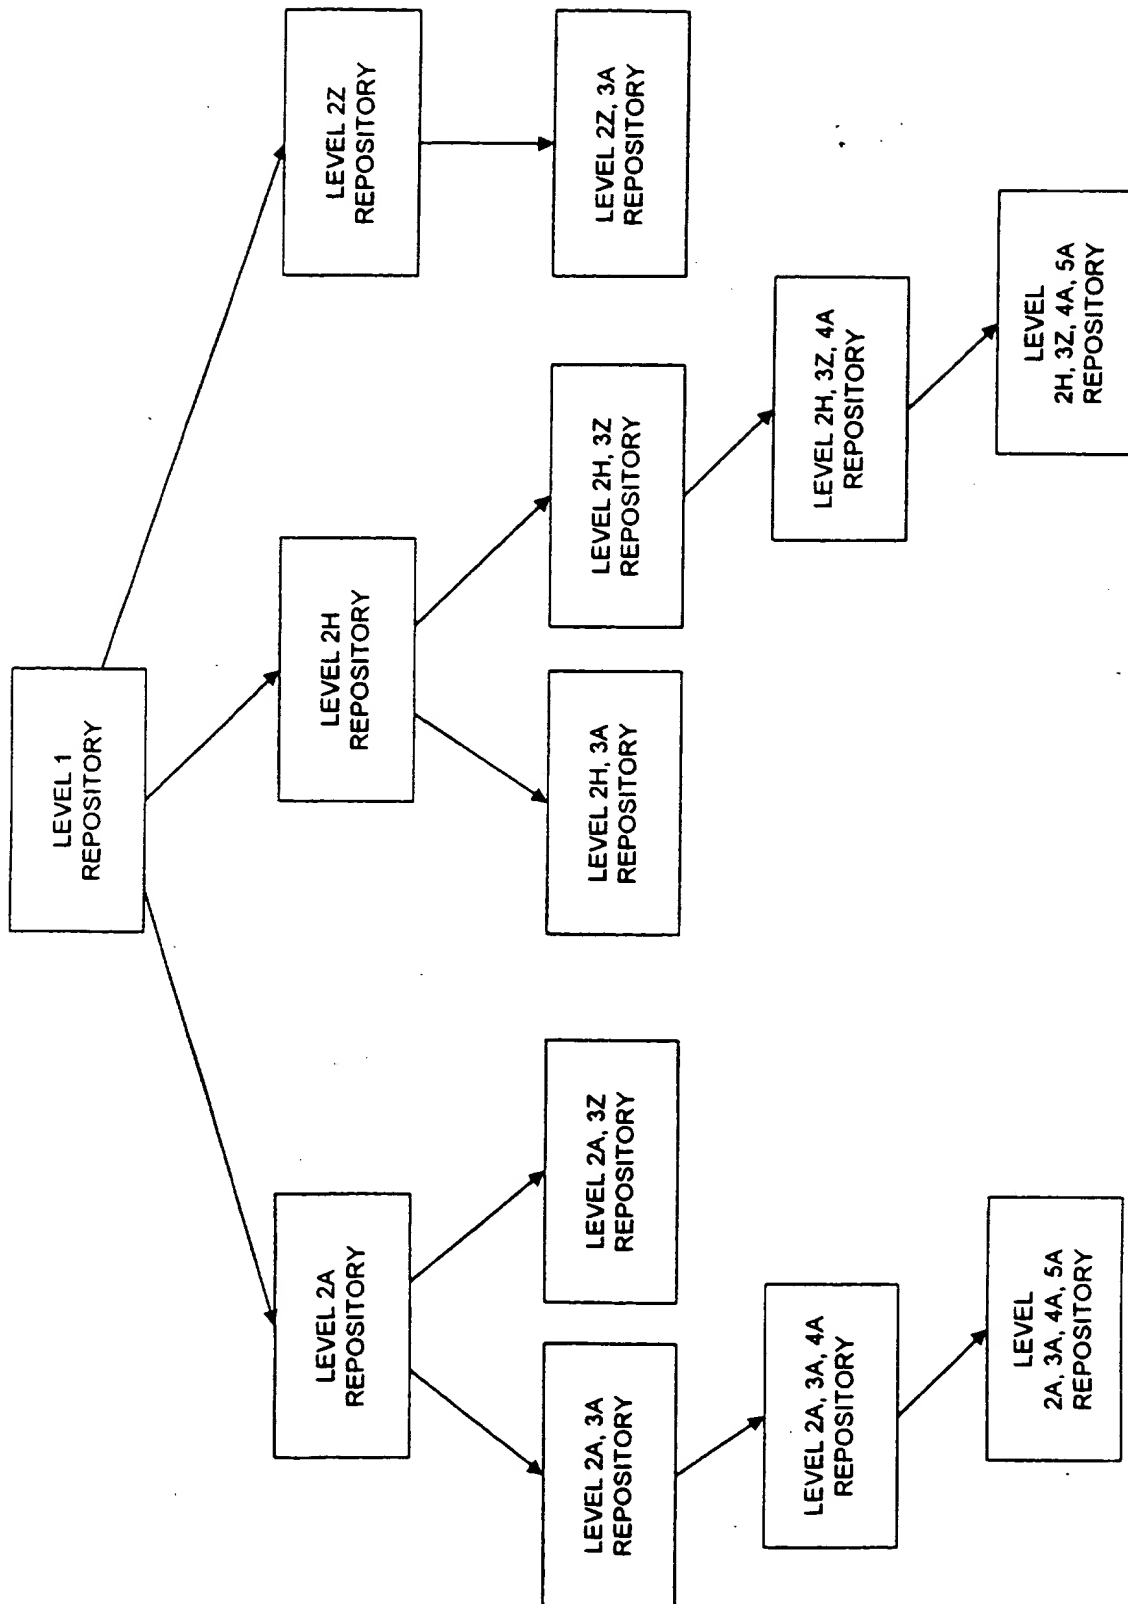 LEVEL 1
REPOSITORY
LEVEL 2A
REPOSITORY
LEVEL 2H
REPOSITORY
LEVEL 2Z
REPOSITORY
LEVEL 2A, 3A
REPOSITORY
LEVEL 2A, 3Z
REPOSITORY
LEVEL 2H, 3A
REPOSITORY
LEVEL 2H, 3Z
REPOSITORY
LEVEL 2Z, 3A
REPOSITORY
LEVEL 2A, 3A, 4A
REPOSITORY
LEVEL 2H, 3Z, 4A
REPOSITORY
LEVEL
2A, 3A, 4A, 5A
REPOSITORY
LEVEL
2H, 3Z, 4A, 5A
REPOSITORY